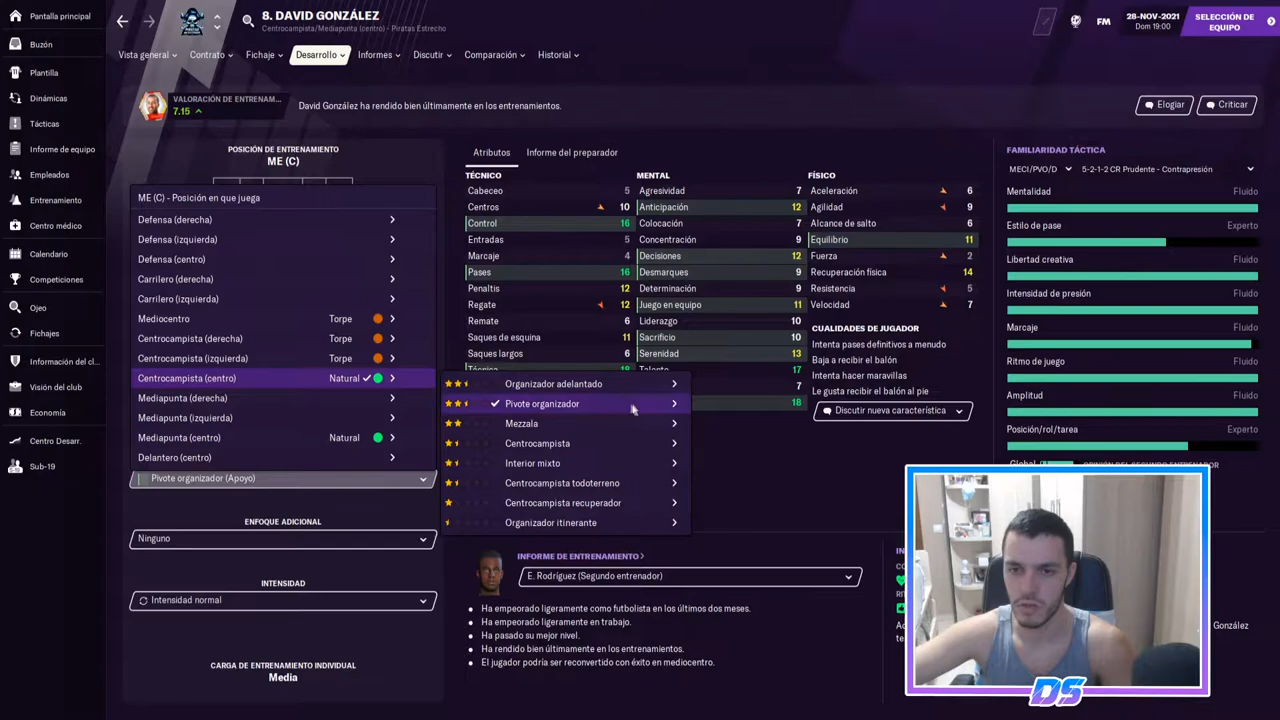 Pantalla principal
Buzón
Plantilla
Dinámicas
Tácticas
Informe de equipo
Empleados
Entrenamiento
Centro médico
Calendario
Competiciones
Ojeo
Fichajes
Información del cl...
Visión del club
Economía
Centro Desarr.
Sub-19
8. DAVID GONZÁLEZ
Centrocampista/Mediapunta (centro) - Piratas Estrecho
FM
28-NOV-2021
Dom 19:00
SELECCIÓN DE EQUIPO
Vista general
Contrato
Fichaje
Desarrollo
Informes
Discutir
Comparación
Historial
VALORACIÓN DE ENTRENAM...
7.15
David González ha rendido bien últimamente en los entrenamientos.
Elogiar
Criticar
POSICIÓN DE ENTRENAMIENTO
ME (C)
ME (C) - Posición en que juega
Defensa (derecha)
Defensa (izquierda)
Defensa (centro)
Carrilero (derecha)
Carrilero (izquierda)
Mediocentro Torpe
Centrocampista (derecha) Torpe
Centrocampista (izquierda) Torpe
Centrocampista (centro) Natural
Mediapunta (derecha)
Mediapunta (izquierda)
Mediapunta (centro) Natural
Delantero (centro)
Pivote organizador (Apoyo)
ENFOQUE ADICIONAL
Ninguno
INTENSIDAD
Intensidad normal
CARGA DE ENTRENAMIENTO INDIVIDUAL
Media
Organizador adelantado
Pivote organizador
Mezzala
Centrocampista
Interior mixto
Centrocampista todoterreno
Centrocampista recuperador
Organizador itinerante
Atributos
Informe del preparador
TÉCNICO
Cabeceo 5
Centros 10
Control 16
Entradas 5
Marcaje 4
Pases 16
Penaltis 12
Regate 12
Remate 6
Saques de esquina 11
Saques largos 6
Técnica 18
MENTAL
Agresividad 7
Anticipación 12
Colocación 7
Concentración 9
Decisiones 12
Desmarques 9
Determinación 9
Juego en equipo 11
Liderazgo 10
Sacrificio 10
Serenidad 13
Talento 17
7
18
FÍSICO
Aceleración 6
Agilidad 9
Alcance de salto 6
Equilibrio 11
Fuerza 2
Recuperación física 14
Resistencia 5
Velocidad 7
CUALIDADES DE JUGADOR
Intenta pases definitivos a menudo
Baja a recibir el balón
Intenta hacer maravillas
Le gusta recibir el balón al pie
Discutir nueva característica
FAMILIARIDAD TÁCTICA
MECI/PVO/D
5-2-1-2 CR Prudente - Contrapresión
Mentalidad Fluido
Estilo de pase Experto
Libertad creativa Fluido
Intensidad de presión Fluido
Marcaje Fluido
Ritmo de juego Fluido
Amplitud Fluido
Posición/rol/tarea Experto
Global
INFORME DE ENTRENAMIENTO
E. Rodríguez (Segundo entrenador)
Ha empeorado ligeramente como futbolista en los últimos dos meses.
Ha empeorado ligeramente en trabajo.
Ha pasado su mejor nivel.
Ha rendido bien últimamente en los entrenamientos.
El jugador podría ser reconvertido con éxito en mediocentro.
González
DS